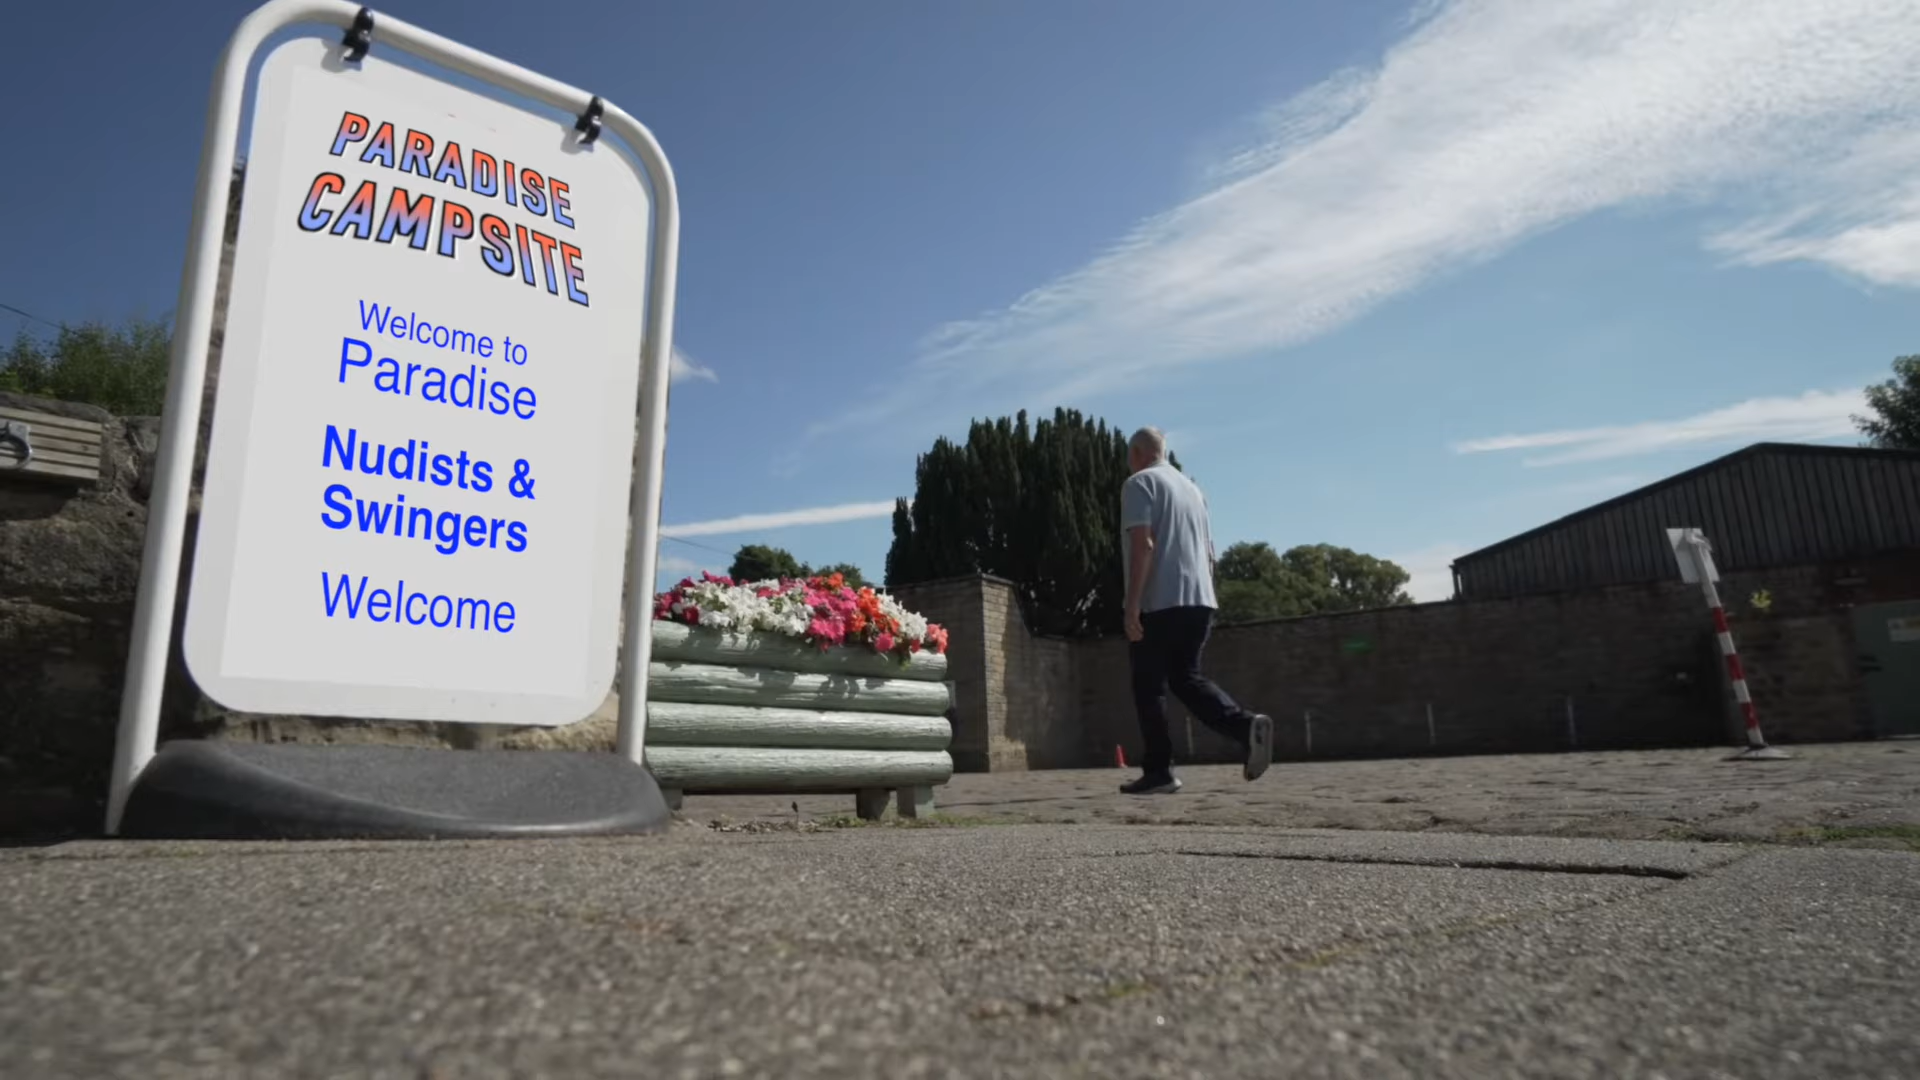 PARADISE
CAMPSITE
Welcome to
Paradise
Nudists &
Swingers
Welcome